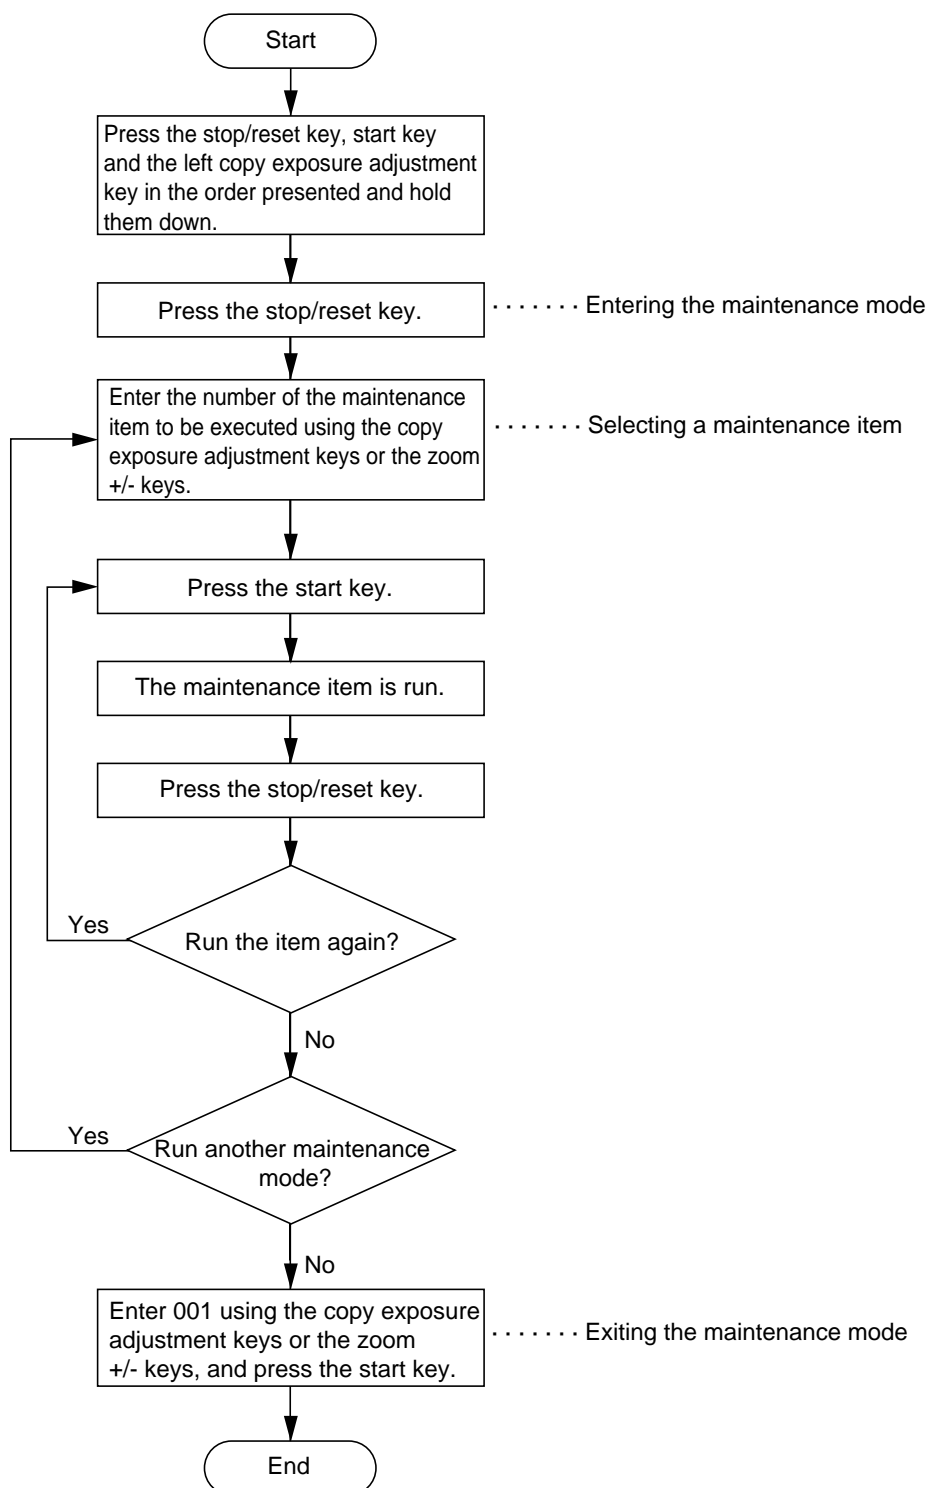 Start
Press the stop/reset key, start key
and the left copy exposure adjustment
key in the order presented and hold
them down.
Press the stop/reset key.
. . . . . . . Entering the maintenance mode
Enter the number of the maintenance
item to be executed using the copy
exposure adjustment keys or the zoom
+/- keys.
. . . . . . . Selecting a maintenance item
Press the start key.
The maintenance item is run.
Press the stop/reset key.
Yes
Run the item again?
No
Yes
Run another maintenance
mode?
No
Enter 001 using the copy exposure
adjustment keys or the zoom
+/- keys, and press the start key.
. . . . . . . Exiting the maintenance mode
End